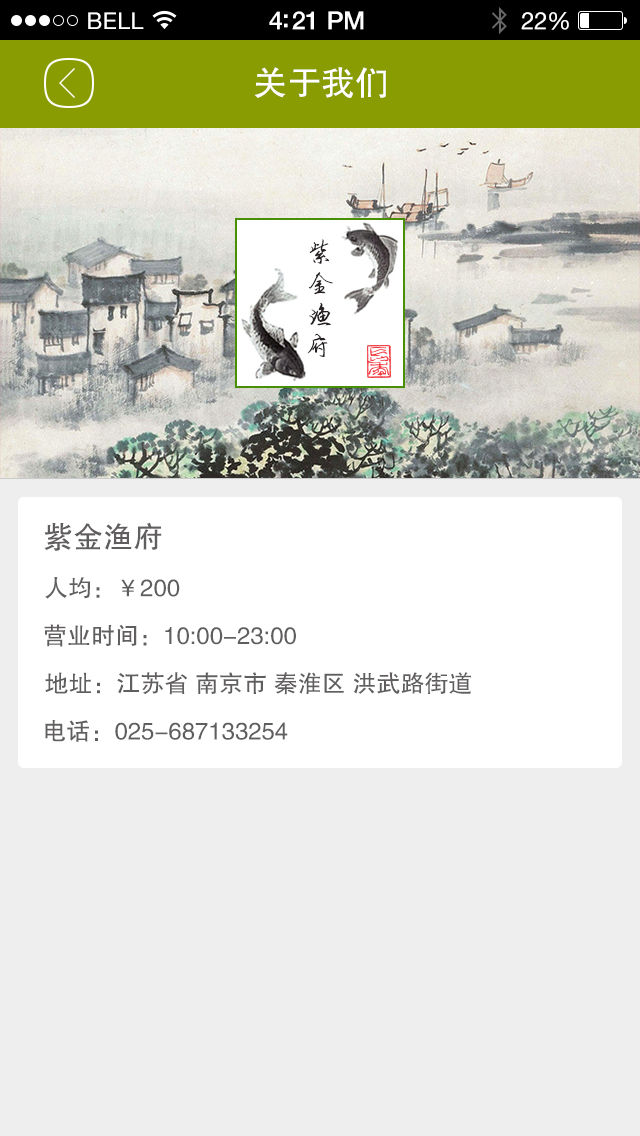 BELL 4:21 PM 22%
关于我们
紫金渔府
紫金渔府
人均：￥200
营业时间：10:00-23:00
地址：江苏省 南京市 秦淮区 洪武路街道
电话：025-687133254